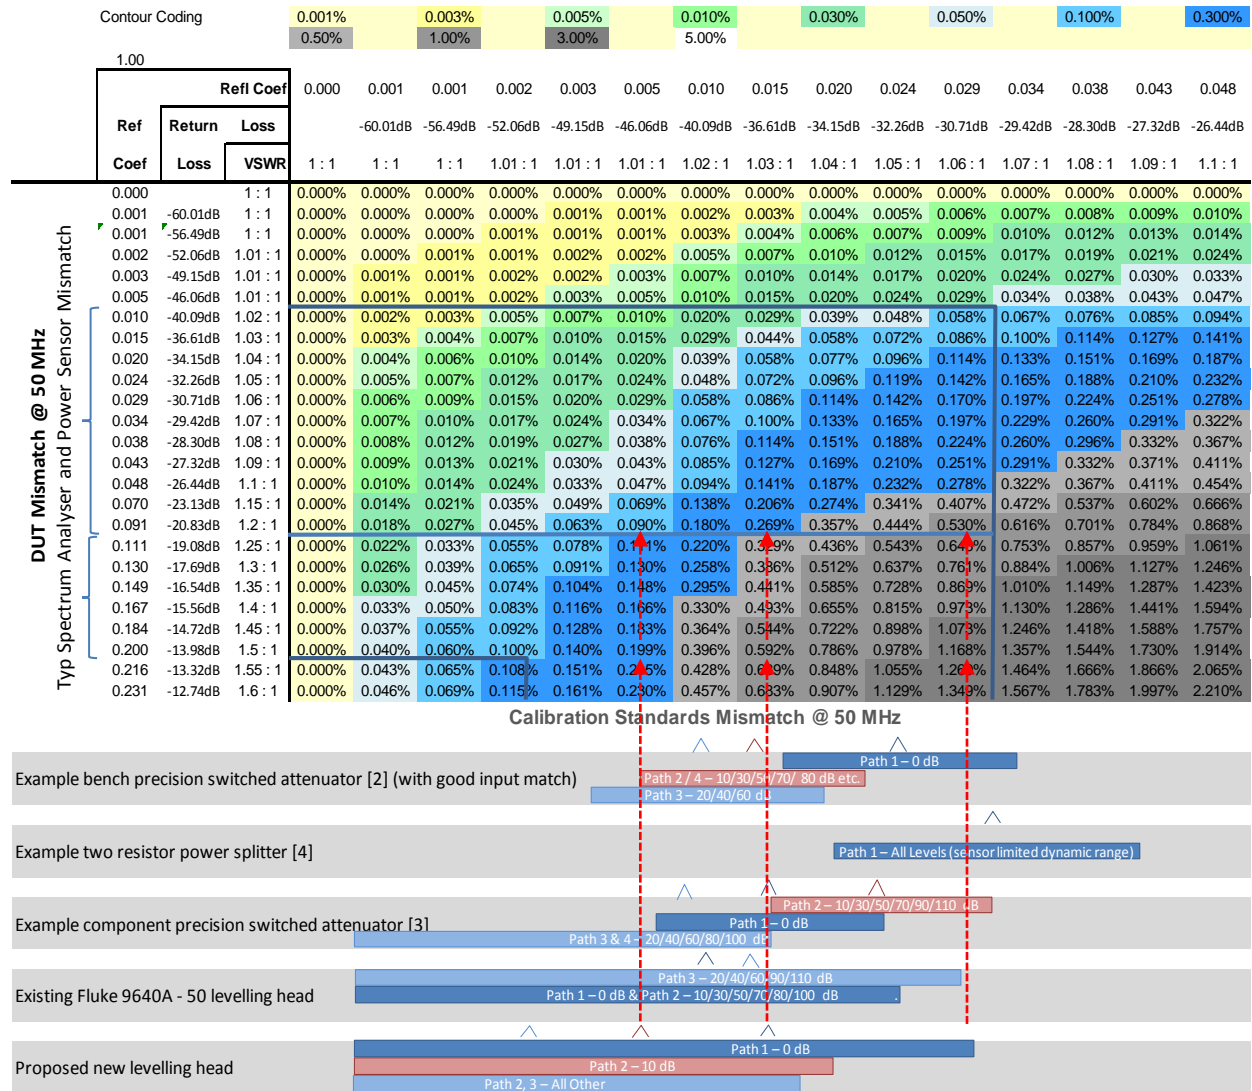 Contour Coding 0.001% 0.003% 0.005% 0.010% 0.030% 0.050% 0.100% 0.300%
0.50% 1.00% 3.00% 5.00%
1.00
Refl Coef 0.000 0.001 0.001 0.002 0.003 0.005 0.010 0.015 0.020 0.024 0.029 0.034 0.038 0.043 0.048
Ref Return Loss -60.01dB -56.49dB -52.06dB -49.15dB -46.06dB -40.09dB -36.61dB -34.15dB -32.26dB -30.71dB -29.42dB -28.30dB -27.32dB -26.44dB
Coef Loss VSWR 1 : 1 1 : 1 1 : 1 1.01 : 1 1.01 : 1 1.01 : 1 1.02 : 1 1.03 : 1 1.04 : 1 1.05 : 1 1.06 : 1 1.07 : 1 1.08 : 1 1.09 : 1 1.1 : 1
DUT Mismatch @ 50 MHz
Typ Spectrum Analyser and Power Sensor Mismatch
0.000 1 : 1 0.000% 0.000% 0.000% 0.000% 0.000% 0.000% 0.000% 0.000% 0.000% 0.000% 0.000% 0.000% 0.000% 0.000% 0.000%
0.001 -60.01dB 1 : 1 0.000% 0.000% 0.000% 0.000% 0.001% 0.001% 0.002% 0.003% 0.004% 0.005% 0.006% 0.007% 0.008% 0.009% 0.010%
0.001 -56.49dB 1 : 1 0.000% 0.000% 0.000% 0.001% 0.001% 0.001% 0.003% 0.004% 0.006% 0.007% 0.009% 0.010% 0.012% 0.013% 0.014%
0.002 -52.06dB 1.01 : 1 0.000% 0.000% 0.001% 0.001% 0.002% 0.002% 0.005% 0.007% 0.010% 0.012% 0.015% 0.017% 0.019% 0.021% 0.024%
0.003 -49.15dB 1.01 : 1 0.000% 0.001% 0.001% 0.002% 0.002% 0.003% 0.007% 0.010% 0.014% 0.017% 0.020% 0.024% 0.027% 0.030% 0.033%
0.005 -46.06dB 1.01 : 1 0.000% 0.001% 0.001% 0.002% 0.003% 0.005% 0.010% 0.015% 0.020% 0.024% 0.029% 0.034% 0.038% 0.043% 0.047%
0.010 -40.09dB 1.02 : 1 0.000% 0.002% 0.003% 0.005% 0.007% 0.010% 0.020% 0.029% 0.039% 0.048% 0.058% 0.067% 0.076% 0.085% 0.094%
0.015 -36.61dB 1.03 : 1 0.000% 0.003% 0.004% 0.007% 0.010% 0.015% 0.029% 0.044% 0.058% 0.072% 0.086% 0.100% 0.114% 0.127% 0.141%
0.020 -34.15dB 1.04 : 1 0.000% 0.004% 0.006% 0.010% 0.014% 0.020% 0.039% 0.058% 0.077% 0.096% 0.114% 0.133% 0.151% 0.169% 0.187%
0.024 -32.26dB 1.05 : 1 0.000% 0.005% 0.007% 0.012% 0.017% 0.024% 0.048% 0.072% 0.096% 0.119% 0.142% 0.165% 0.188% 0.210% 0.232%
0.029 -30.71dB 1.06 : 1 0.000% 0.006% 0.009% 0.015% 0.020% 0.029% 0.058% 0.086% 0.114% 0.142% 0.170% 0.197% 0.224% 0.251% 0.278%
0.034 -29.42dB 1.07 : 1 0.000% 0.007% 0.010% 0.017% 0.024% 0.034% 0.067% 0.100% 0.133% 0.165% 0.197% 0.229% 0.260% 0.291% 0.322%
0.038 -28.30dB 1.08 : 1 0.000% 0.008% 0.012% 0.019% 0.027% 0.038% 0.076% 0.114% 0.151% 0.188% 0.224% 0.260% 0.296% 0.332% 0.367%
0.043 -27.32dB 1.09 : 1 0.000% 0.009% 0.013% 0.021% 0.030% 0.043% 0.085% 0.127% 0.169% 0.210% 0.251% 0.291% 0.332% 0.371% 0.411%
0.048 -26.44dB 1.1 : 1 0.000% 0.010% 0.014% 0.024% 0.033% 0.047% 0.094% 0.141% 0.187% 0.232% 0.278% 0.322% 0.367% 0.411% 0.454%
0.070 -23.13dB 1.15 : 1 0.000% 0.014% 0.021% 0.035% 0.049% 0.069% 0.138% 0.206% 0.274% 0.341% 0.407% 0.472% 0.537% 0.602% 0.666%
0.091 -20.83dB 1.2 : 1 0.000% 0.018% 0.027% 0.045% 0.063% 0.090% 0.180% 0.269% 0.357% 0.444% 0.530% 0.616% 0.701% 0.784% 0.868%
0.111 -19.08dB 1.25 : 1 0.000% 0.022% 0.033% 0.055% 0.078% 0.220% 0.436% 0.543% 0.753% 0.857% 0.959% 1.061%
0.130 -17.69dB 1.3 : 1 0.000% 0.026% 0.039% 0.065% 0.091% 0.130% 0.258% 0.386% 0.512% 0.637% 0.761% 0.884% 1.006% 1.127% 1.246%
0.149 -16.54dB 1.35 : 1 0.000% 0.030% 0.045% 0.074% 0.104% 0.148% 0.295% 0.441% 0.585% 0.728% 0.869% 1.010% 1.149% 1.287% 1.423%
0.167 -15.56dB 1.4 : 1 0.000% 0.033% 0.050% 0.083% 0.116% 0.166% 0.330% 0.493% 0.655% 0.815% 0.973% 1.130% 1.286% 1.441% 1.594%
0.184 -14.72dB 1.45 : 1 0.000% 0.037% 0.055% 0.092% 0.128% 0.183% 0.364% 0.544% 0.722% 0.898% 1.073% 1.246% 1.418% 1.588% 1.757%
0.200 -13.98dB 1.5 : 1 0.000% 0.040% 0.060% 0.100% 0.140% 0.199% 0.396% 0.592% 0.786% 0.978% 1.168% 1.357% 1.544% 1.730% 1.914%
0.216 -13.32dB 1.55 : 1 0.000% 0.043% 0.065% 0.108% 0.151% 0.428% 0.848% 1.055% 1.464% 1.666% 1.866% 2.065%
0.231 -12.74dB 1.6 : 1 0.000% 0.046% 0.069% 0.115% 0.161% 0.230% 0.457% 0.683% 0.907% 1.129% 1.349% 1.567% 1.783% 1.997% 2.210%
Calibration Standards Mismatch @ 50 MHz
Path 1 – 0 dB
Example bench precision switched attenuator [2] (with good input match) Path 2 / 4 – 10/30/50/70/ 80 dB etc.
Path 3 – 20/40/60 dB
Example two resistor power splitter [4] Path 1 – All Levels (sensor limited dynamic range)
Path 2 – 10/30/50/70/90/110 dB
Example component precision switched attenuator [3] Path 1 – 0 dB
Path 3 & 4 – 20/40/60/80/100 dB
Path 3 – 20/40/60/90/110 dB
Existing Fluke 9640A - 50 levelling head Path 1 – 0 dB & Path 2 – 10/30/50/70/80/100 dB .
Path 1 – 0 dB
Proposed new levelling head Path 2 – 10 dB
Path 2, 3 – All Other